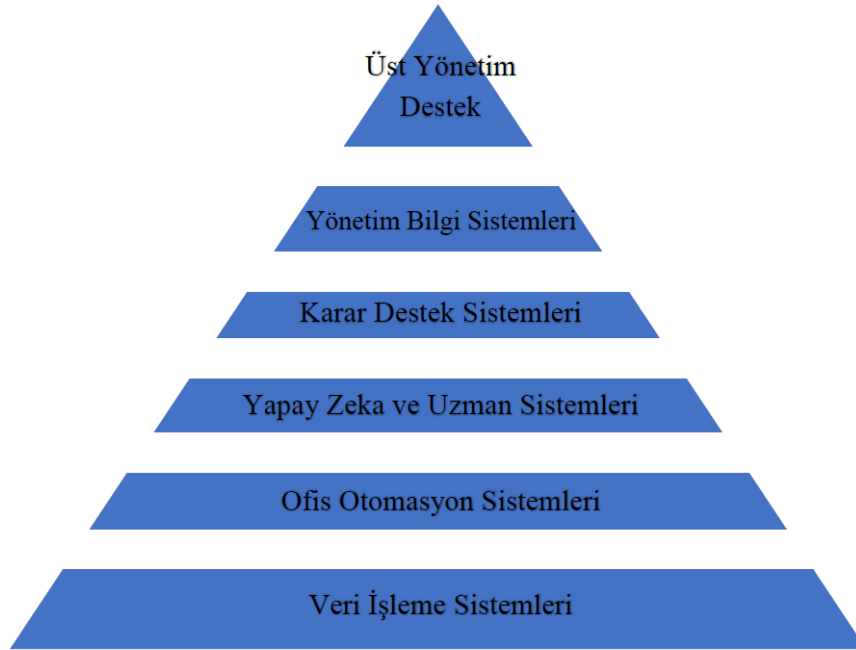 Üst Yönetim
Destek
Yönetim Bilgi Sistemleri
Karar Destek Sistemleri
Yapay Zeka ve Uzman Sistemleri
Ofis Otomasyon Sistemleri
Veri İşleme Sistemleri